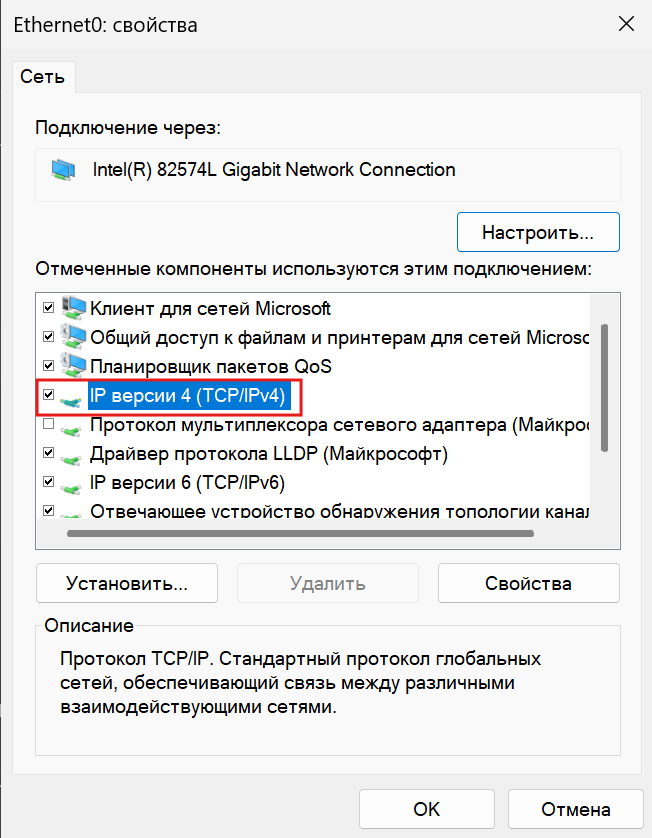 Ethernet0: свойства
Сеть
Подключение через:
Intel(R) 82574L Gigabit Network Connection
Настроить...
Отмеченные компоненты используются этим подключением:
Клиент для сетей Microsoft
Общий доступ к файлам и принтерам для сетей Microsc
Планировщик пакетов QoS
IP версии 4 (TCP/IPv4)
Протокол мультиплексора сетевого адаптера (Майкрос
Драйвер протокола LLDP (Майкрософт)
IP версии 6 (TCP/IPv6)
Отвечающее устройство обнаружения топологии канал
Установить...
Удалить
Свойства
Описание
Протокол TCP/IP. Стандартный протокол глобальных
сетей, обеспечивающий связь между различными
взаимодействующими сетями.
OK
Отмена